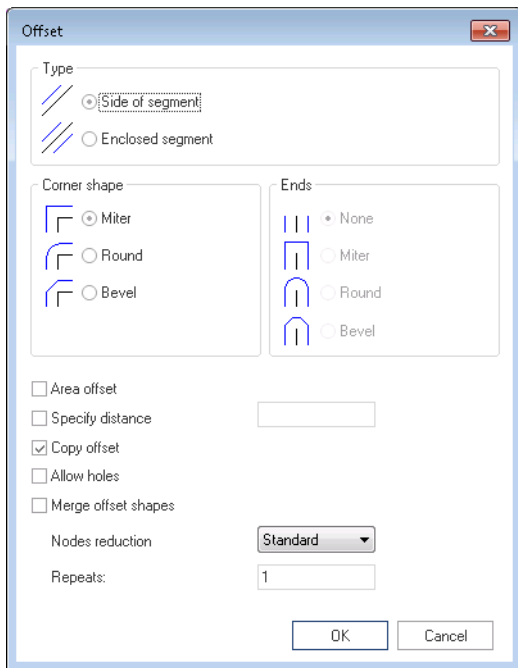 Offset
Type
Side of segment
Enclosed segment
Corner shape
Miter
Round
Bevel
Ends
None
Miter
Round
Bevel
Area offset
Specify distance
Copy offset
Allow holes
Merge offset shapes
Nodes reduction Standard
Repeats: 1
OK Cancel